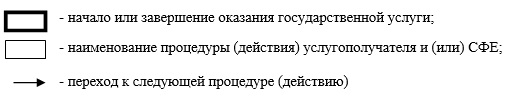 - начало или завершение оказания государственной услуги;
- наименование процедуры (действия) услугополучателя и (или) СФЕ;
- переход к следующей процедуре (действию)